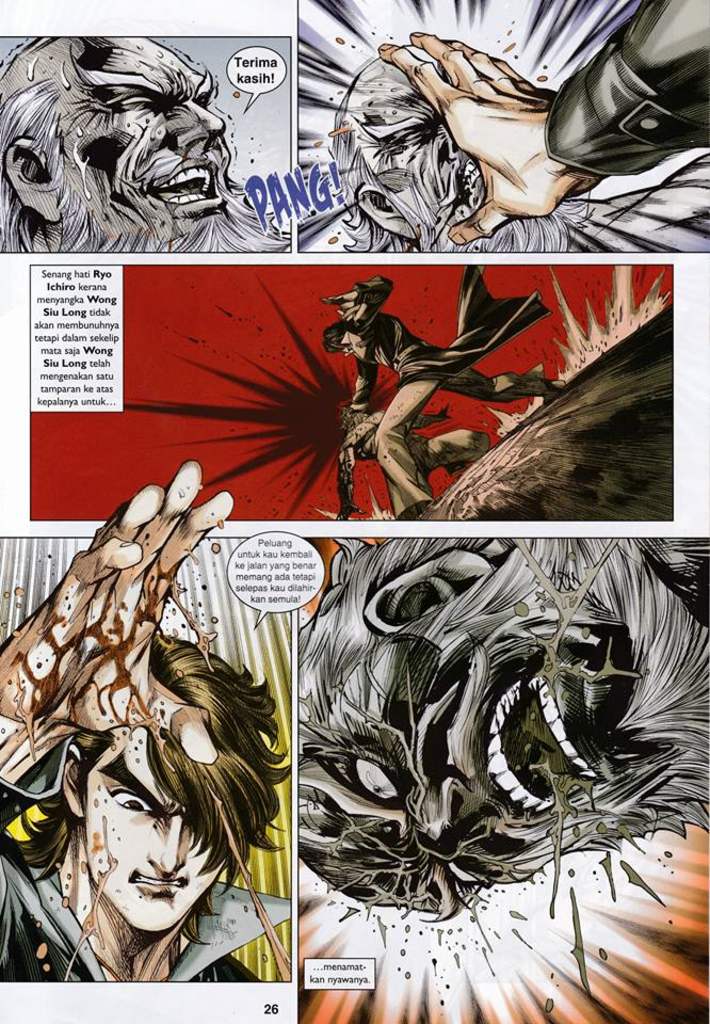 Terima
kasih!
PANG!
Senang hati Ryo
Ichiro kerana
menyangka Wong
Siu Long tidak
akan membunuhnya
tetapi dalam sekelip
mata saja Wong
Siu Long telah
mengenakan satu
tamparan ke atas
kepalanya untuk...
Peluang
untuk kau kembali
ke jalan yang benar
memang ada tetapi
selepas kau dilahir-
kan semula!
...menamat-
kan nyawanya.
26